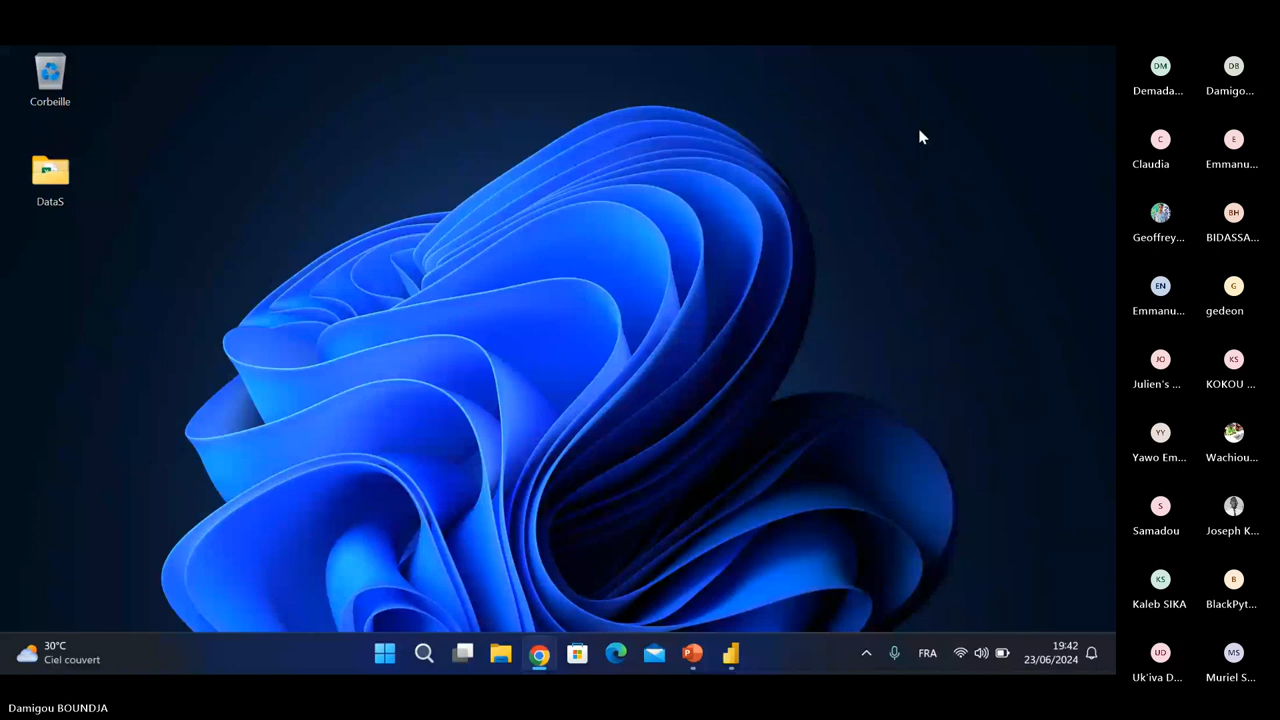 Corbeille
DataS
30°C
Ciel couvert
P
FRA
19:42
23/06/2024
DM
DB
Demada...
Damigo...
C
E
Claudia
Emmanu...
BH
Geoffrey...
BIDASSA...
EN
G
Emmanu...
gedeon
JO
KS
Julien's ...
KOKOU ...
YY
Yawo Em...
Wachiou...
S
Samadou
Joseph K...
KS
B
Kaleb SIKA
BlackPyt...
UD
MS
Uk'iva D...
Muriel S...
Damigou BOUNDJA